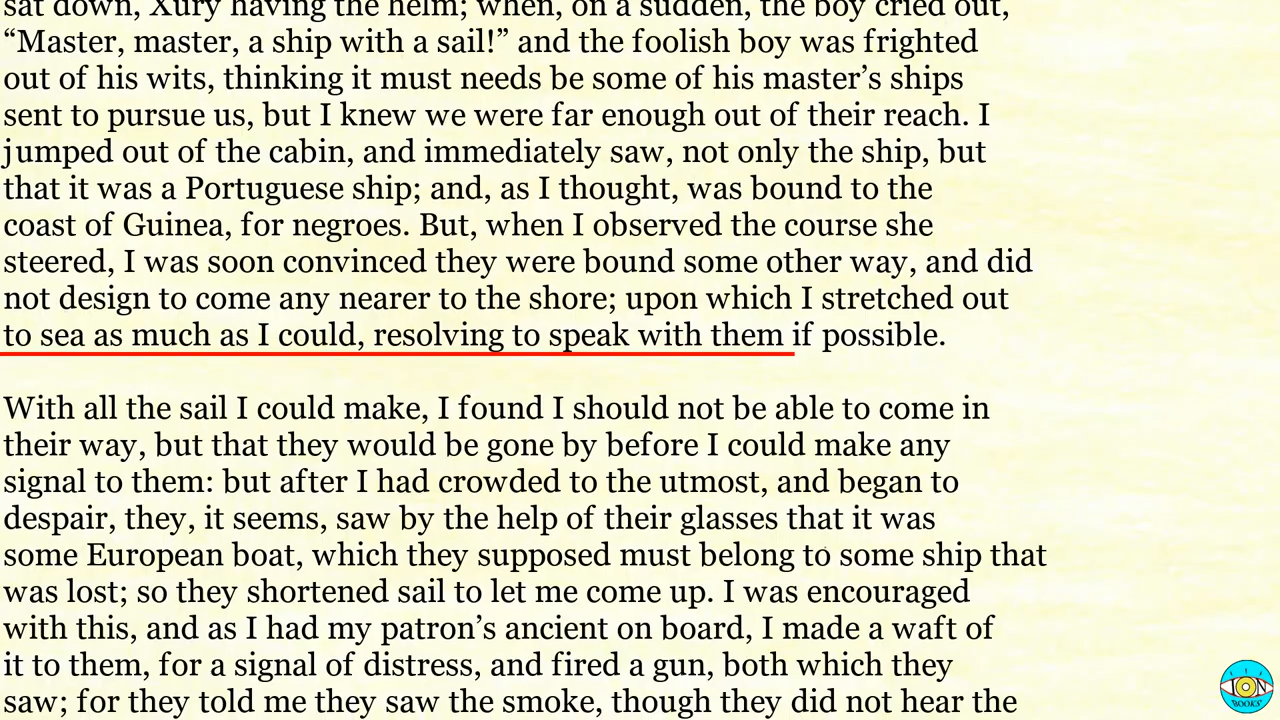 sat down, Xury having the helm; when, on a sudden, the boy cried out,
“Master, master, a ship with a sail!” and the foolish boy was frighted
out of his wits, thinking it must needs be some of his master’s ships
sent to pursue us, but I knew we were far enough out of their reach. I
jumped out of the cabin, and immediately saw, not only the ship, but
that it was a Portuguese ship; and, as I thought, was bound to the
coast of Guinea, for negroes. But, when I observed the course she
steered, I was soon convinced they were bound some other way, and did
not design to come any nearer to the shore; upon which I stretched out
to sea as much as I could, resolving to speak with them if possible.
With all the sail I could make, I found I should not be able to come in
their way, but that they would be gone by before I could make any
signal to them: but after I had crowded to the utmost, and began to
despair, they, it seems, saw by the help of their glasses that it was
some European boat, which they supposed must belong to some ship that
was lost; so they shortened sail to let me come up. I was encouraged
with this, and as I had my patron’s ancient on board, I made a waft of
it to them, for a signal of distress, and fired a gun, both which they
saw; for they told me they saw the smoke, though they did not hear the
ION
BOOKS